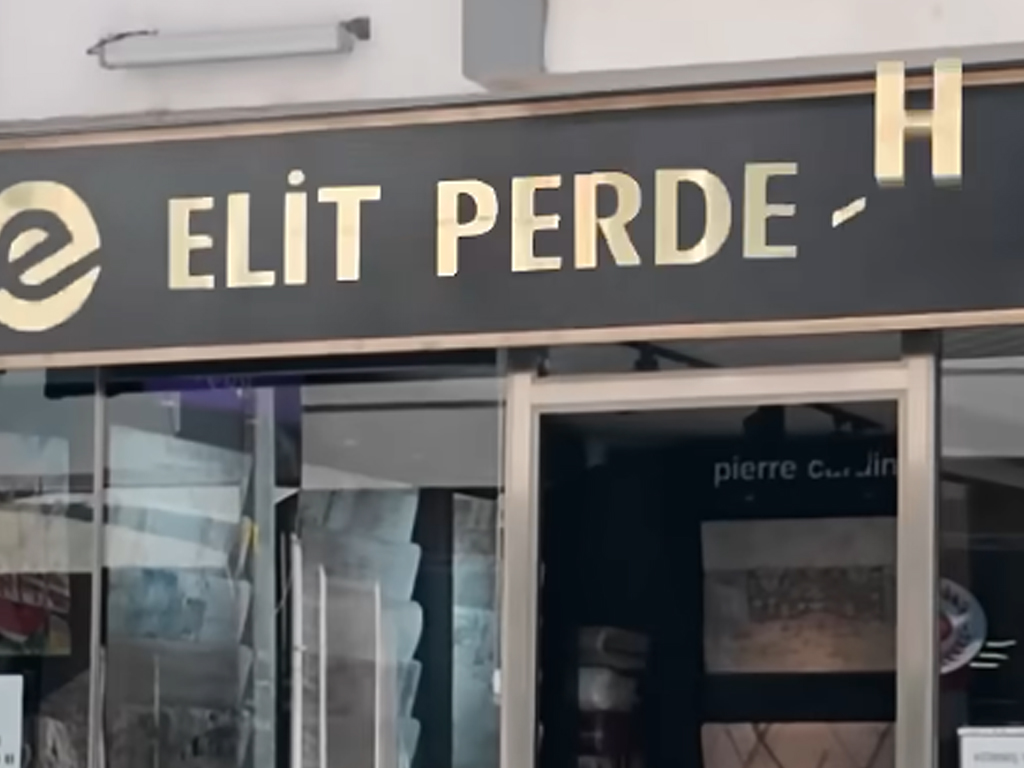 e ELİT PERDE - H
pierre cardin